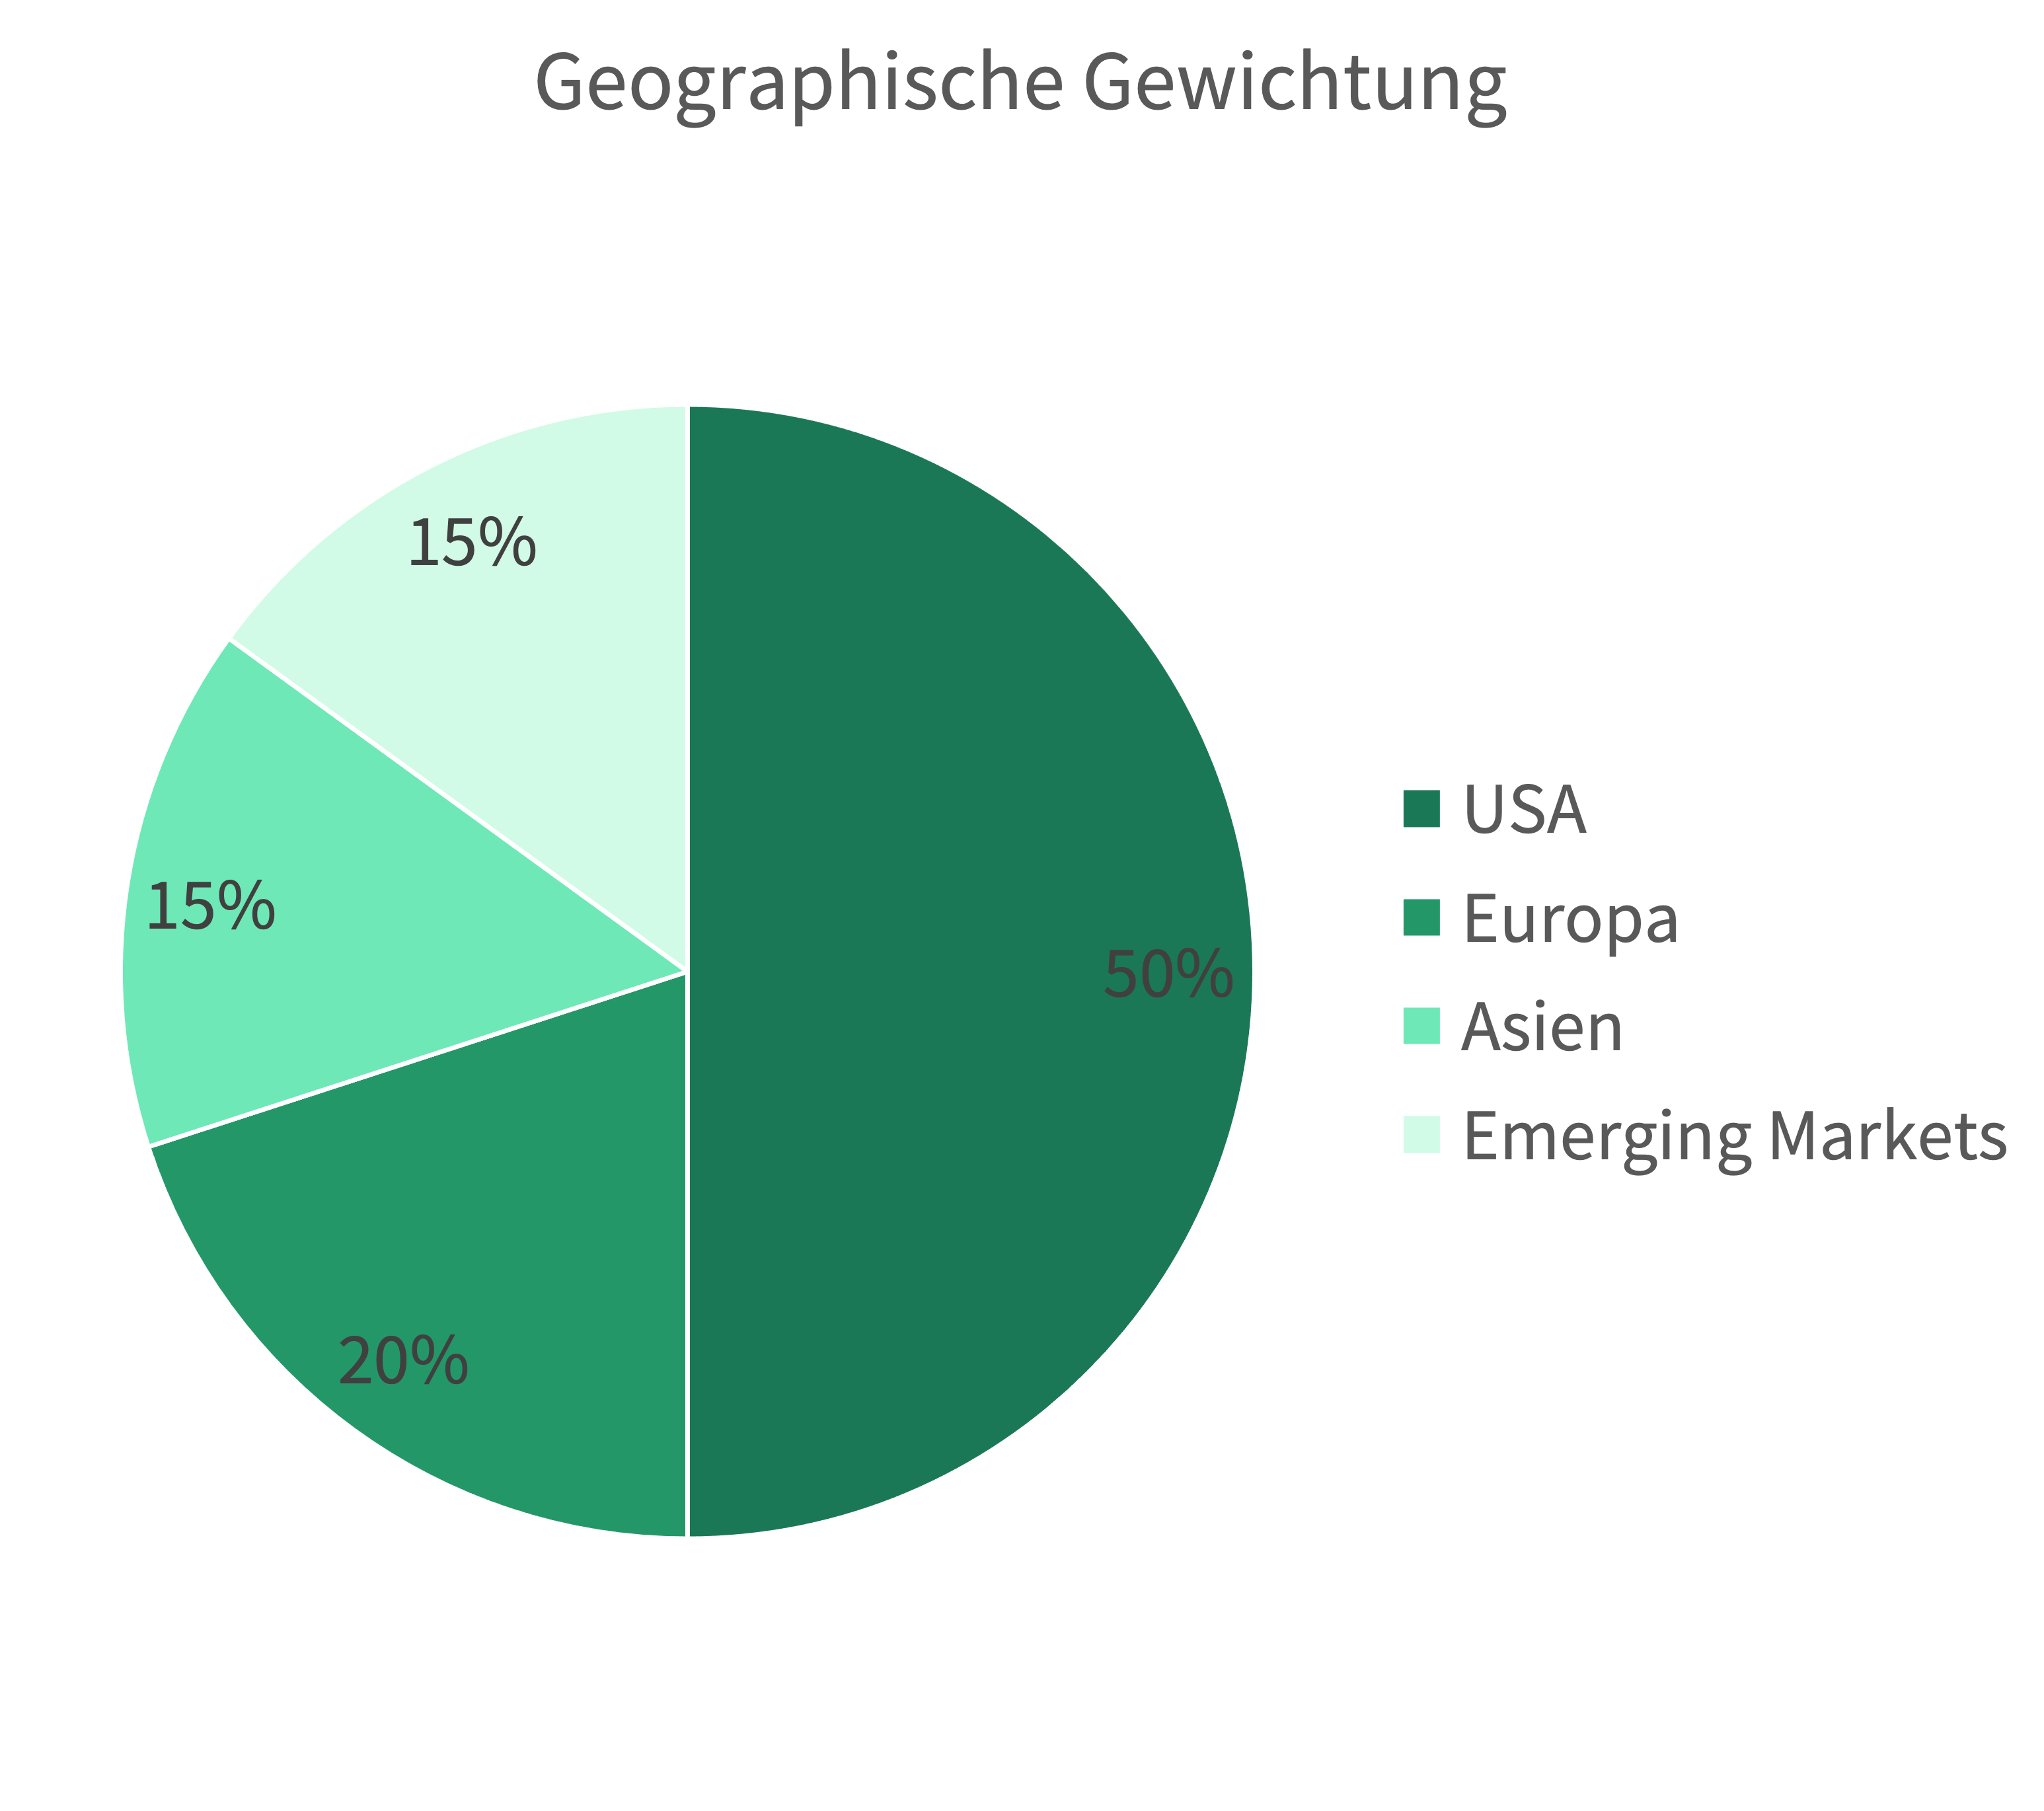 Geographische Gewichtung
15%
15%
50%
20%
USA
Europa
Asien
Emerging Markets